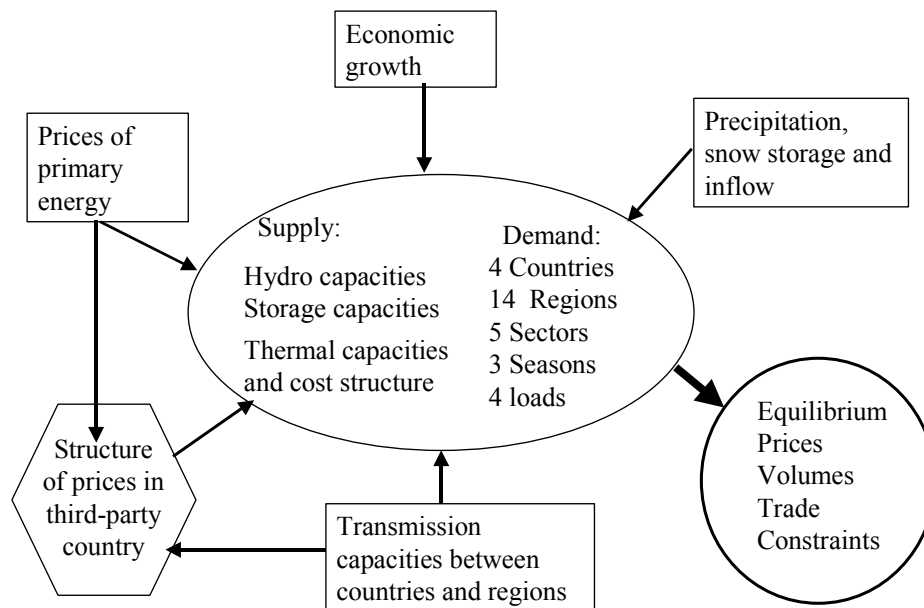 Economic
growth
Prices of
primary
energy
Precipitation,
snow storage and
inflow
Supply:
Hydro capacities
Storage capacities
Thermal capacities
and cost structure
Demand:
4 Countries
14 Regions
5 Sectors
3 Seasons
4 loads
Equilibrium
Prices
Volumes
Trade
Constraints
Structure
of prices in
third-party
country
Transmission
capacities between
countries and regions